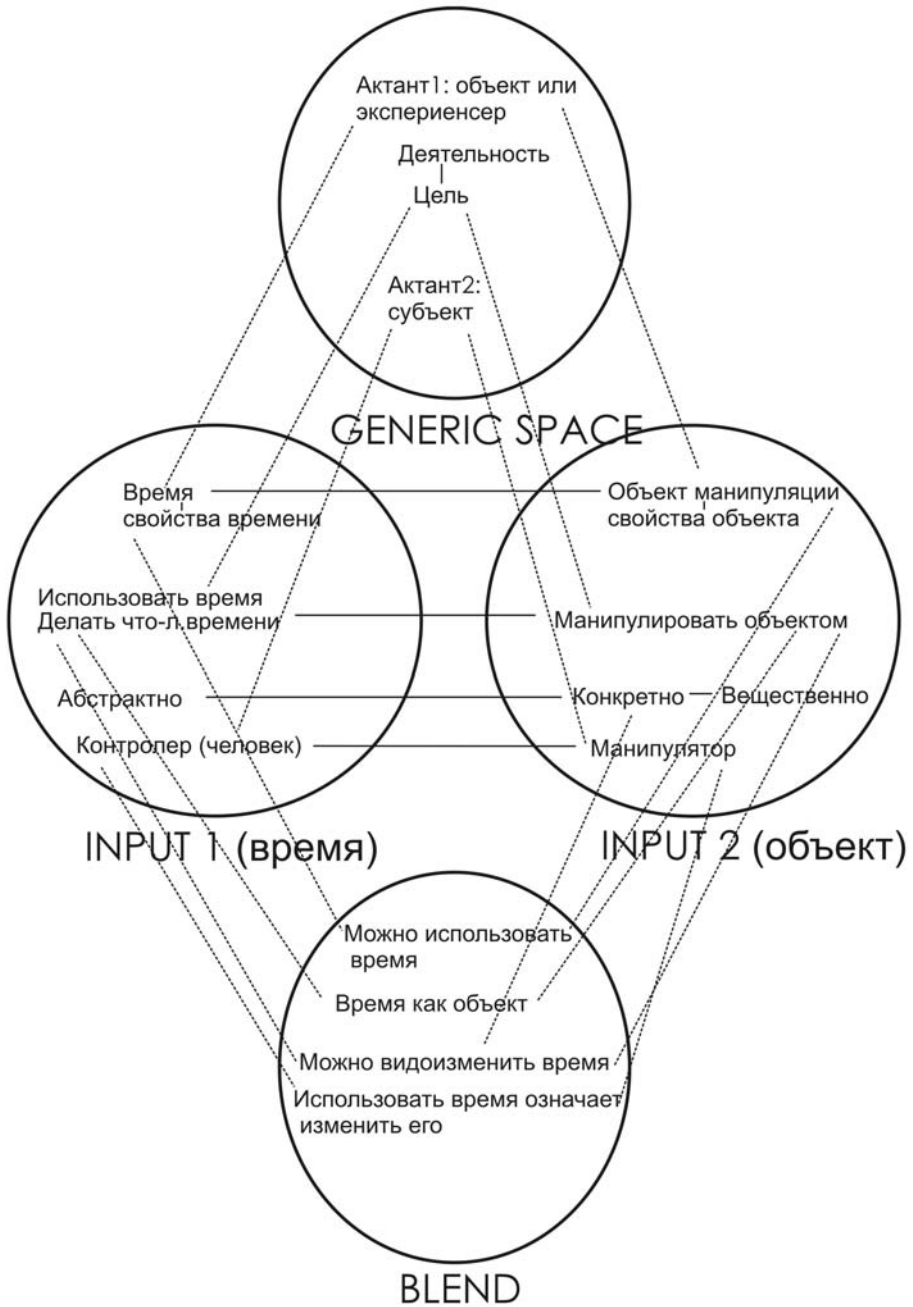 Актант1: объект или
экспериенсер
Деятельность
Цель
Актант2:
субъект
GENERIC SPACE
Время
свойства времени
Использовать время
Делать что-л.времени
Абстрактно
Контролер (человек)
INPUT 1 (время)
Объект манипуляции
свойства объекта
Манипулировать объектом
Конкретно
Вещественно
Манипулятор
INPUT 2 (объект)
Можно использовать
время
Время как объект
Можно видоизменить время
Использовать время означает
изменить его
BLEND